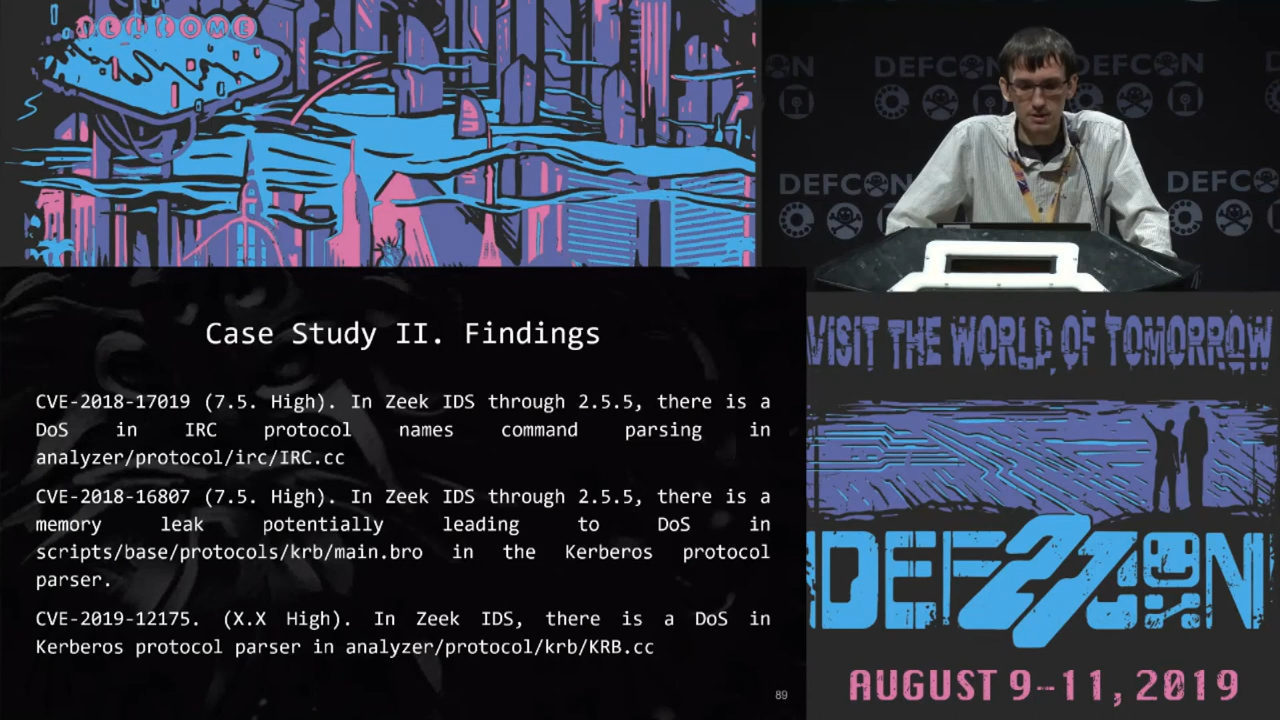 WELCOME
DEFCON DEFCON
DEFCON DEFCON
Case Study II. Findings
CVE-2018-17019 (7.5. High). In Zeek IDS through 2.5.5, there is a
DoS in IRC protocol names command parsing in
analyzer/protocol/irc/IRC.cc
CVE-2018-16807 (7.5. High). In Zeek IDS through 2.5.5, there is a
memory leak potentially leading to DoS in
scripts/base/protocols/krb/main.bro in the Kerberos protocol
parser.
CVE-2019-12175. (X.X High). In Zeek IDS, there is a DoS in
Kerberos protocol parser in analyzer/protocol/krb/KRB.cc
89
VISIT THE WORLD OF TOMORROW
DEF27CON
AUGUST 9-11, 2019